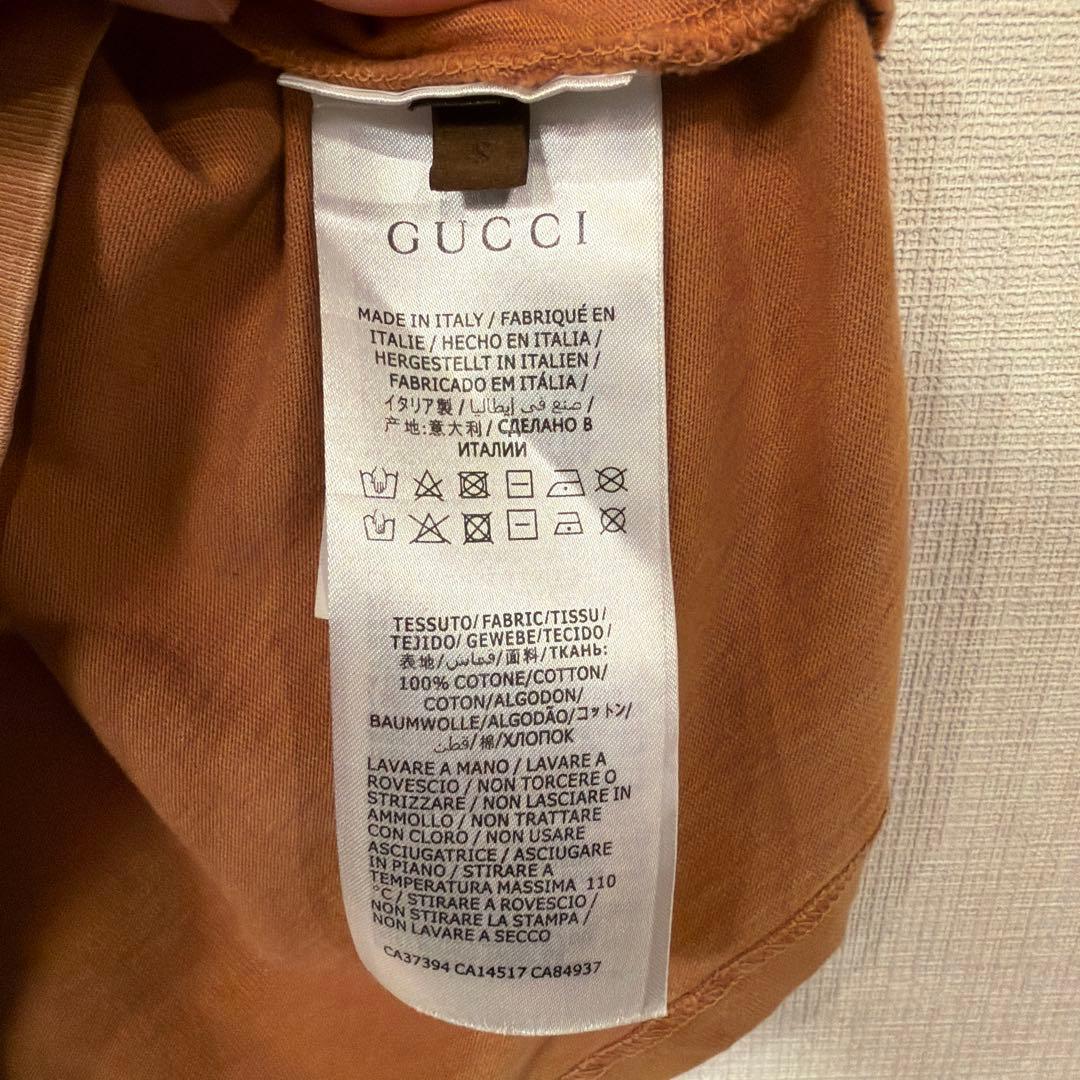 S
GUCCI
MADE IN ITALY / FABRIQUÉ EN
ITALIE / HECHO EN ITALIA /
HERGESTELLT IN ITALIEN /
FABRICADO EM ITÁLIA /
イタリア製 / صنع في إيطاليا /
产地:意大利 / СДЕЛАНО В
ИТАЛИИ
TESSUTO/ FABRIC/TISSU/
TEJIDO/ GEWEBE/TECIDO/
表地/قماش/面料/ТКАНЬ:
100% COTONE/COTTON/
COTON/ALGODON/
BAUMWOLLE/ALGODÃO/コットン/
قطن/棉/ХЛОПОК
LAVARE A MANO / LAVARE A
ROVESCIO / NON TORCERE O
STRIZZARE / NON LASCIARE IN
AMMOLLO / NON TRATTARE
CON CLORO / NON USARE
ASCIUGATRICE / ASCIUGARE
IN PIANO / STIRARE A
TEMPERATURA MASSIMA 110
°C / STIRARE A ROVESCIO /
NON STIRARE LA STAMPA /
NON LAVARE A SECCO
CA37394 CA14517 CA84937